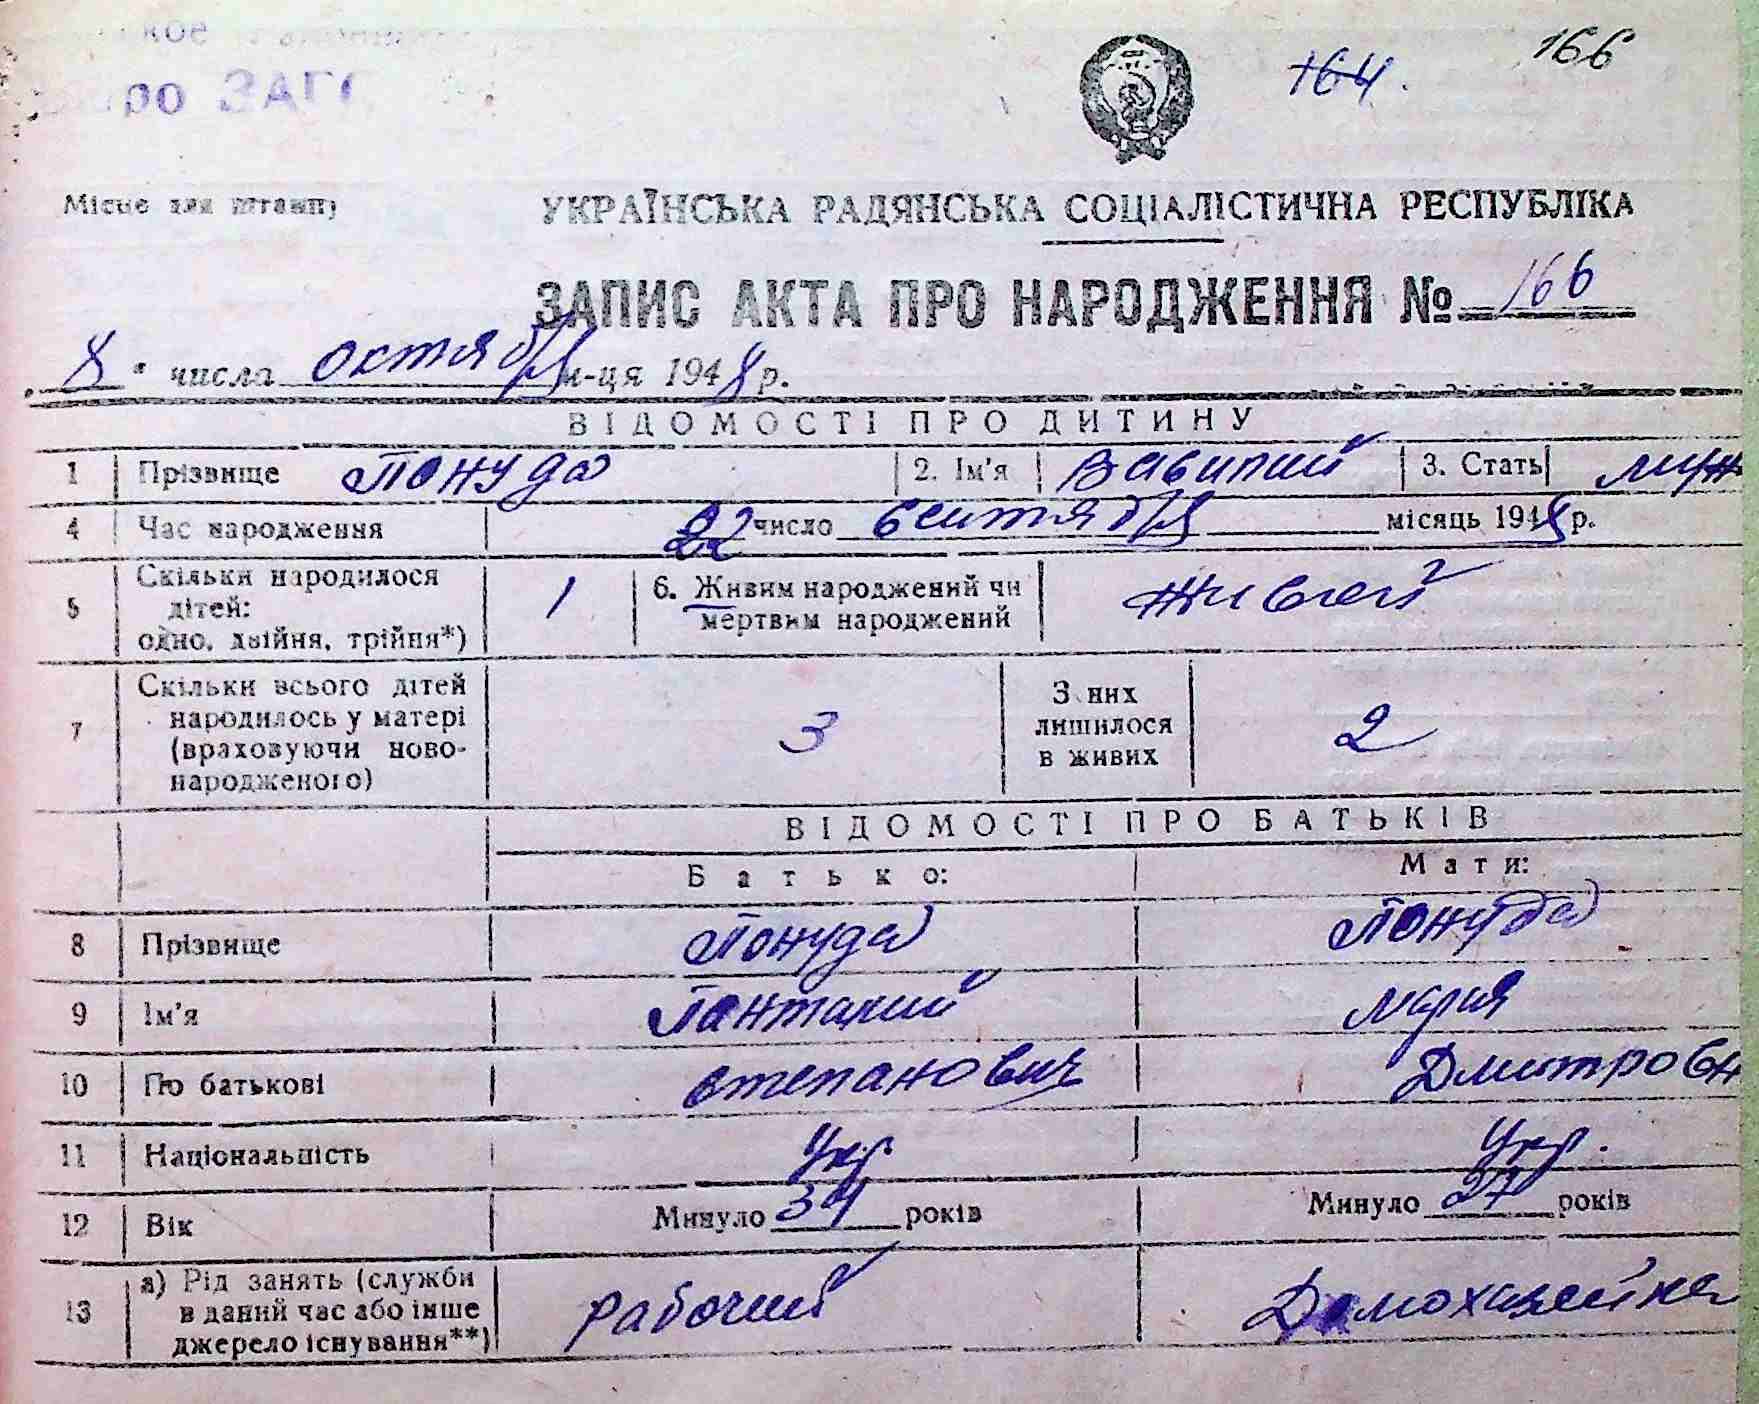 ро ЗАГС
164.
166
Місце для штампу
УКРАЇНСЬКА РАДЯНСЬКА СОЦІАЛІСТИЧНА РЕСПУБЛІКА
ЗАПИС АКТА ПРО НАРОДЖЕННЯ № 166
„ 8 “ числа октября м-ця 1948 р.
ВІДОМОСТІ ПРО ДИТИНУ
1 Прізвище Понуда 2. Ім'я 3. Стать муж
4 Час народження 22 число сентября місяць 1948 р.
5 Скільки народилося дітей: одно, двійня, трійня*) 1 6. Живим народжений чи мертвим народжений живой
7 Скільки всього дітей народилось у матері (враховуючи новонародженого) 3 З них лишилося в живих 2
ВІДОМОСТІ ПРО БАТЬКІВ
Батько: Мати:
8 Прізвище Понуда Понуда
9 Ім'я Пантилий Мария
10 По батькові Степанович Дмитровн
11 Національність Укр. Укр.
12 Вік Минуло 34 років Минуло 27 років
13 а) Рід занять (служби в даний час або інше джерело існування**) рабочий Домохазейка